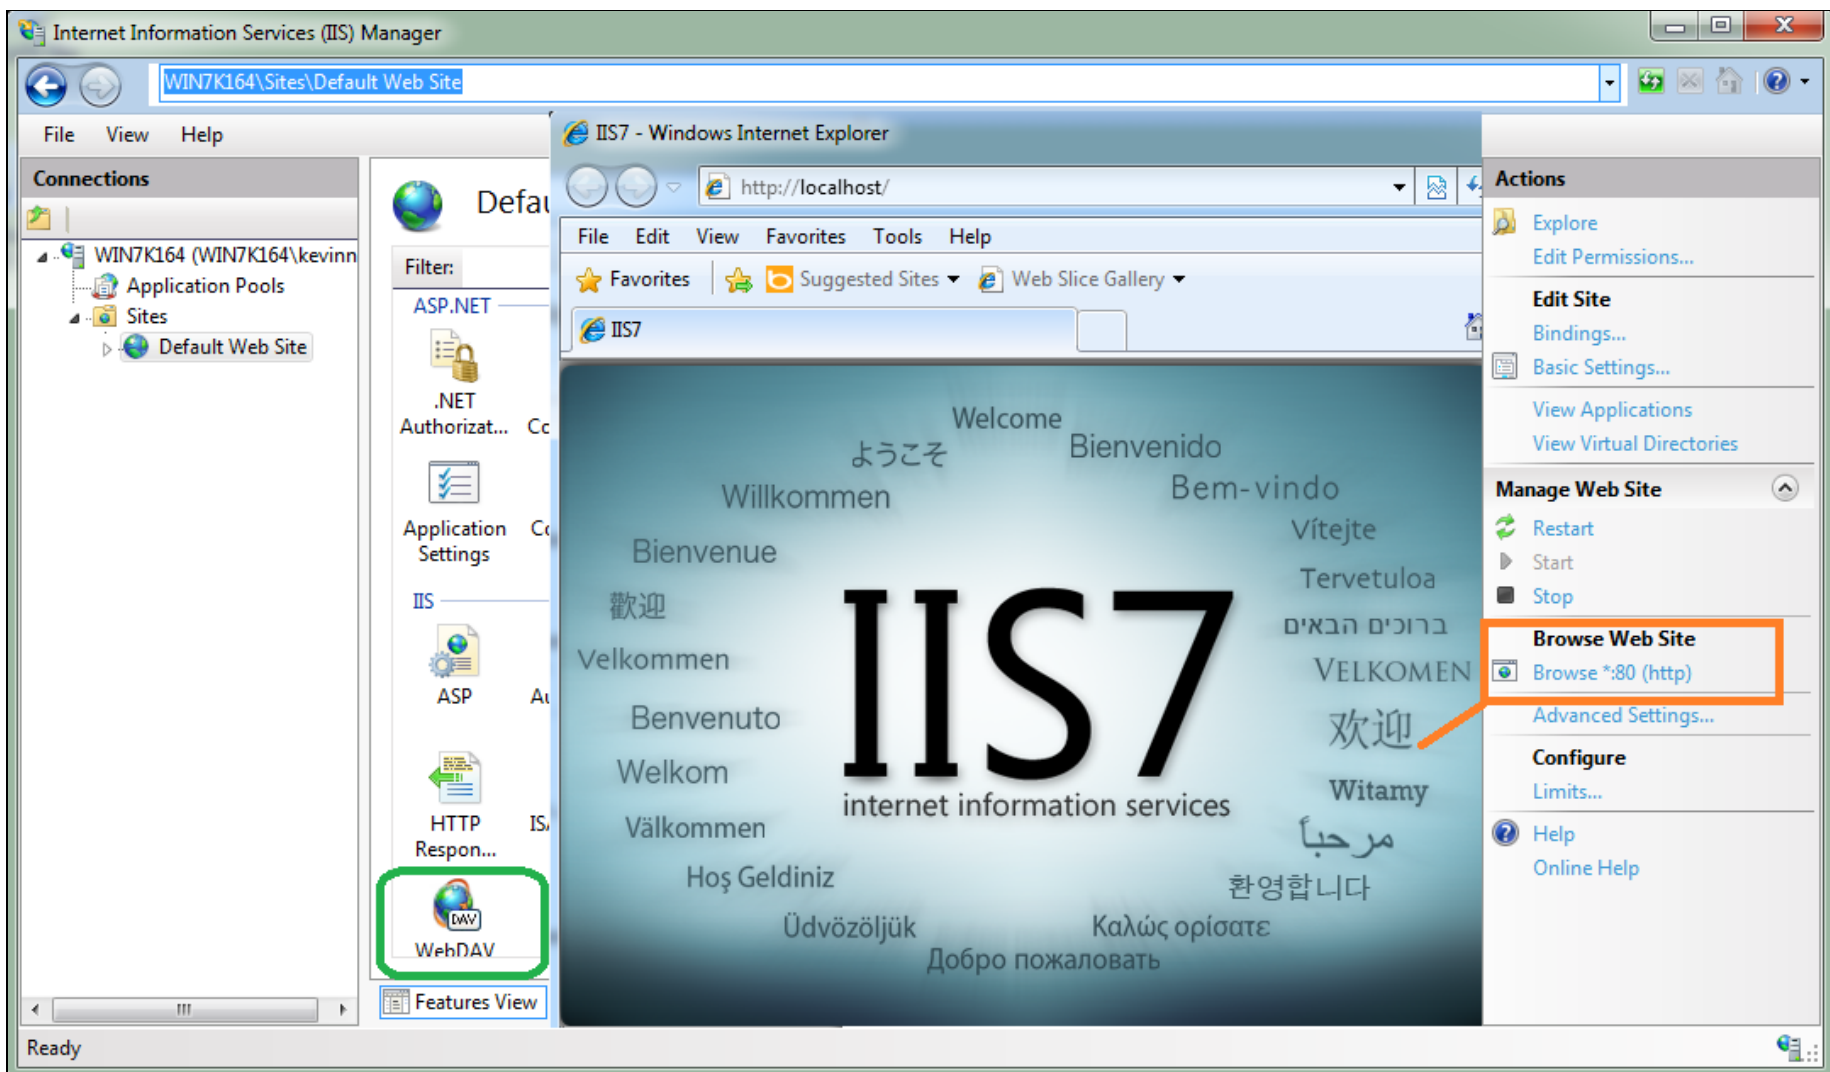 Internet Information Services (IIS) Manager
WIN7K164\Sites\Default Web Site
File View Help
Connections
WIN7K164 (WIN7K164\kevinn
Application Pools
Sites
Default Web Site
Filter:
ASP.NET
.NET
Authorizat...
Application
Settings
IIS
ASP
HTTP
Respon...
DAV
WebDAV
Features View
Ready
IIS7 - Windows Internet Explorer
http://localhost/
File Edit View Favorites Tools Help
Favorites Suggested Sites Web Slice Gallery
IIS7
Welcome
ようこそ
Bienvenido
Willkommen
Bem-vindo
Vítejte
Bienvenue
Tervetuloa
歡迎
ברוכים הבאים
Velkommen
VELKOMEN
Benvenuto
欢迎
Welkom
Witamy
IIS7
internet information services
Välkommen
مرحباً
Hoş Geldiniz
환영합니다
Üdvözöljük
Καλώς ορίσατε
Добро пожаловать
Actions
Explore
Edit Permissions...
Edit Site
Bindings...
Basic Settings...
View Applications
View Virtual Directories
Manage Web Site
Restart
Start
Stop
Browse Web Site
Browse *:80 (http)
Advanced Settings...
Configure
Limits...
Help
Online Help